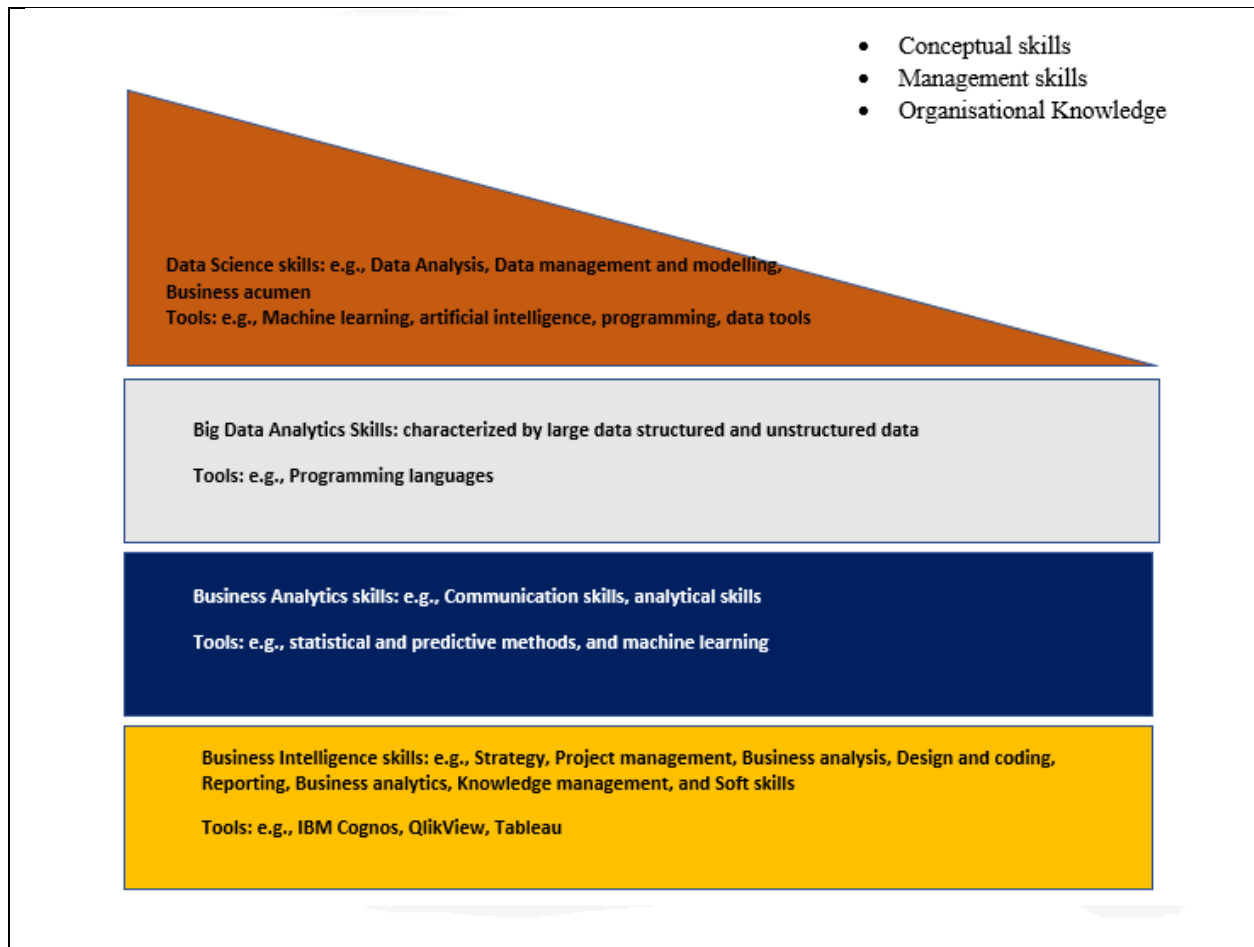 • Conceptual skills
• Management skills
• Organisational Knowledge
Data Science skills: e.g., Data Analysis, Data management and modelling,
Business acumen
Tools: e.g., Machine learning, artificial intelligence, programming, data tools
Big Data Analytics Skills: characterized by large data structured and unstructured data
Tools: e.g., Programming languages
Business Analytics skills: e.g., Communication skills, analytical skills
Tools: e.g., statistical and predictive methods, and machine learning
Business Intelligence skills: e.g., Strategy, Project management, Business analysis, Design and coding,
Reporting, Business analytics, Knowledge management, and Soft skills
Tools: e.g., IBM Cognos, QlikView, Tableau